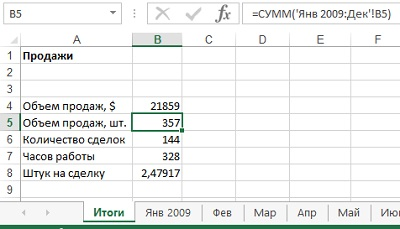 B5 =СУММ('Янв 2009:Дек'!B5)
A B C D E F
1 Продажи
2
3
4 Объем продаж, $ 21859
5 Объем продаж, шт. 357
6 Количество сделок 144
7 Часов работы 328
8 Штук на сделку 2,47917
9
Итоги Янв 2009 Фев Мар Апр Май